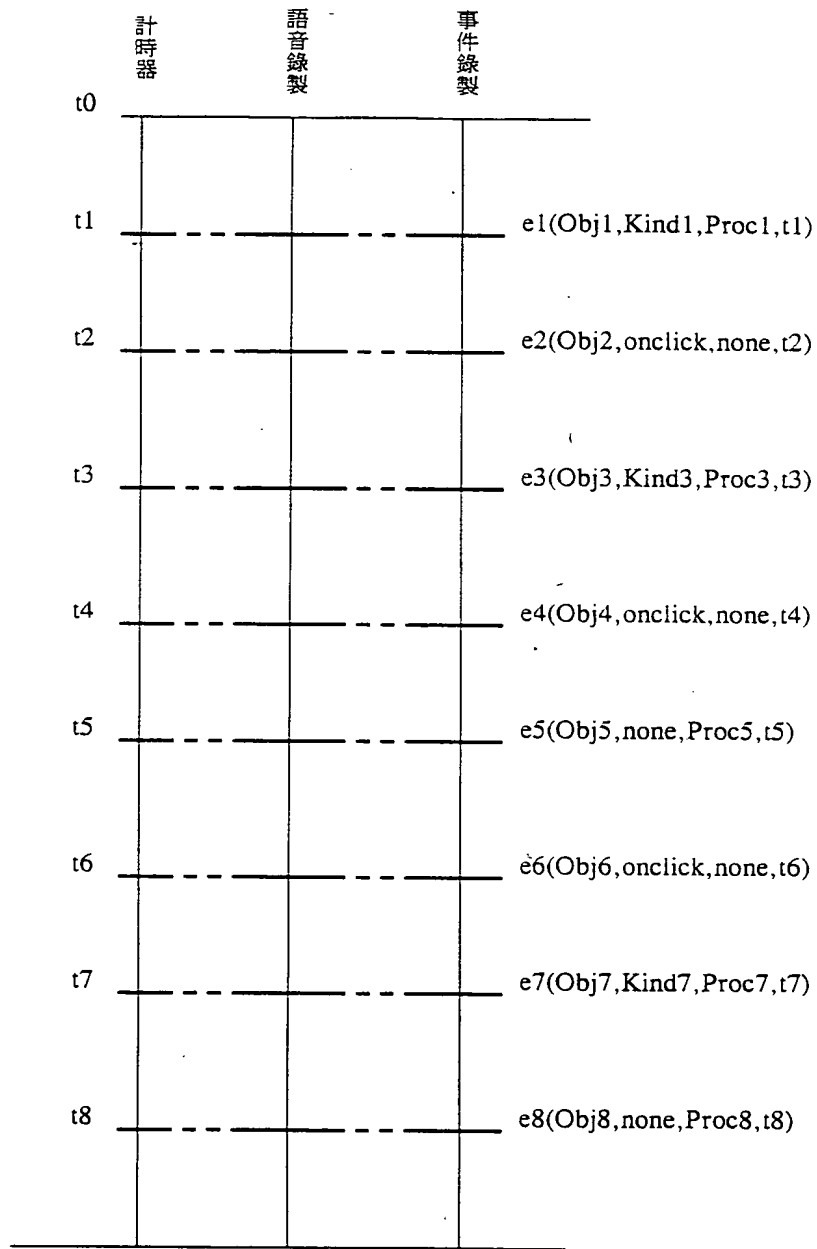 計時器
語音錄製
事件錄製
t0
t1 e1(Obj1,Kind1,Proc1,t1)
t2 e2(Obj2,onclick,none,t2)
t3 e3(Obj3,Kind3,Proc3,t3)
t4 e4(Obj4,onclick,none,t4)
t5 e5(Obj5,none,Proc5,t5)
t6 e6(Obj6,onclick,none,t6)
t7 e7(Obj7,Kind7,Proc7,t7)
t8 e8(Obj8,none,Proc8,t8)